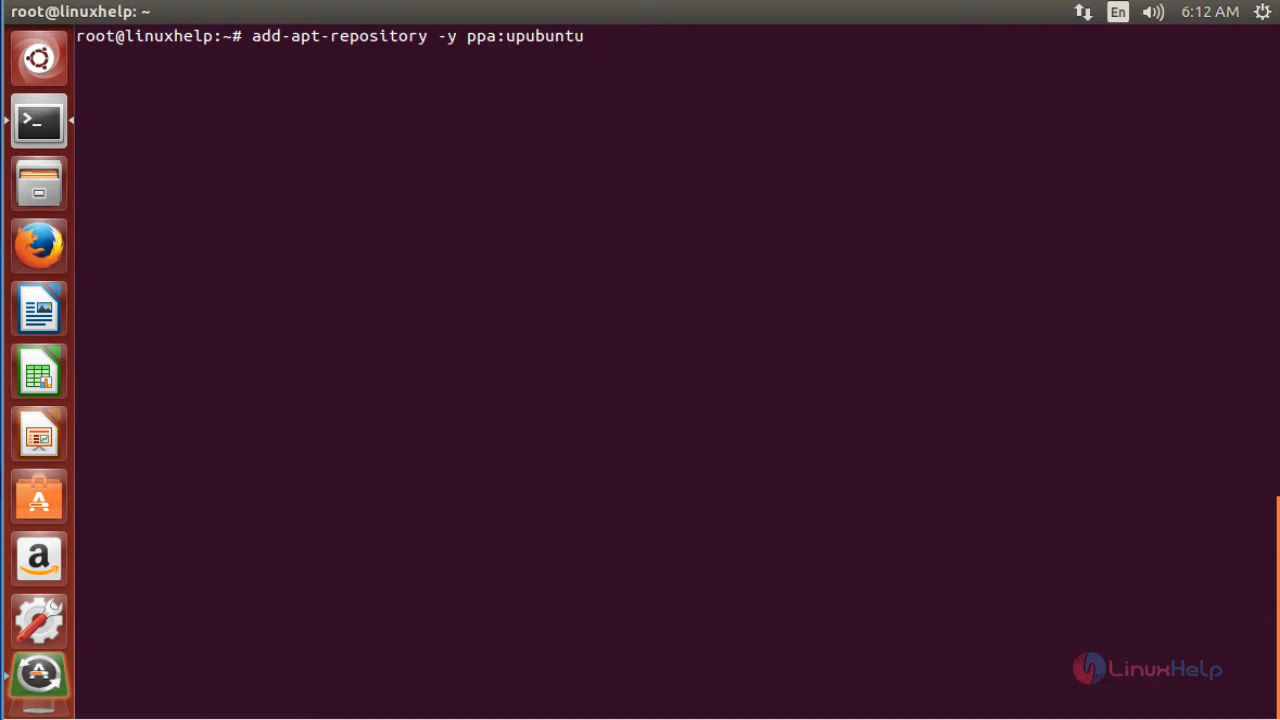 root@linuxhelp: ~
En
6:12 AM
root@linuxhelp:~# add-apt-repository -y ppa:upubuntu
a
LinuxHelp